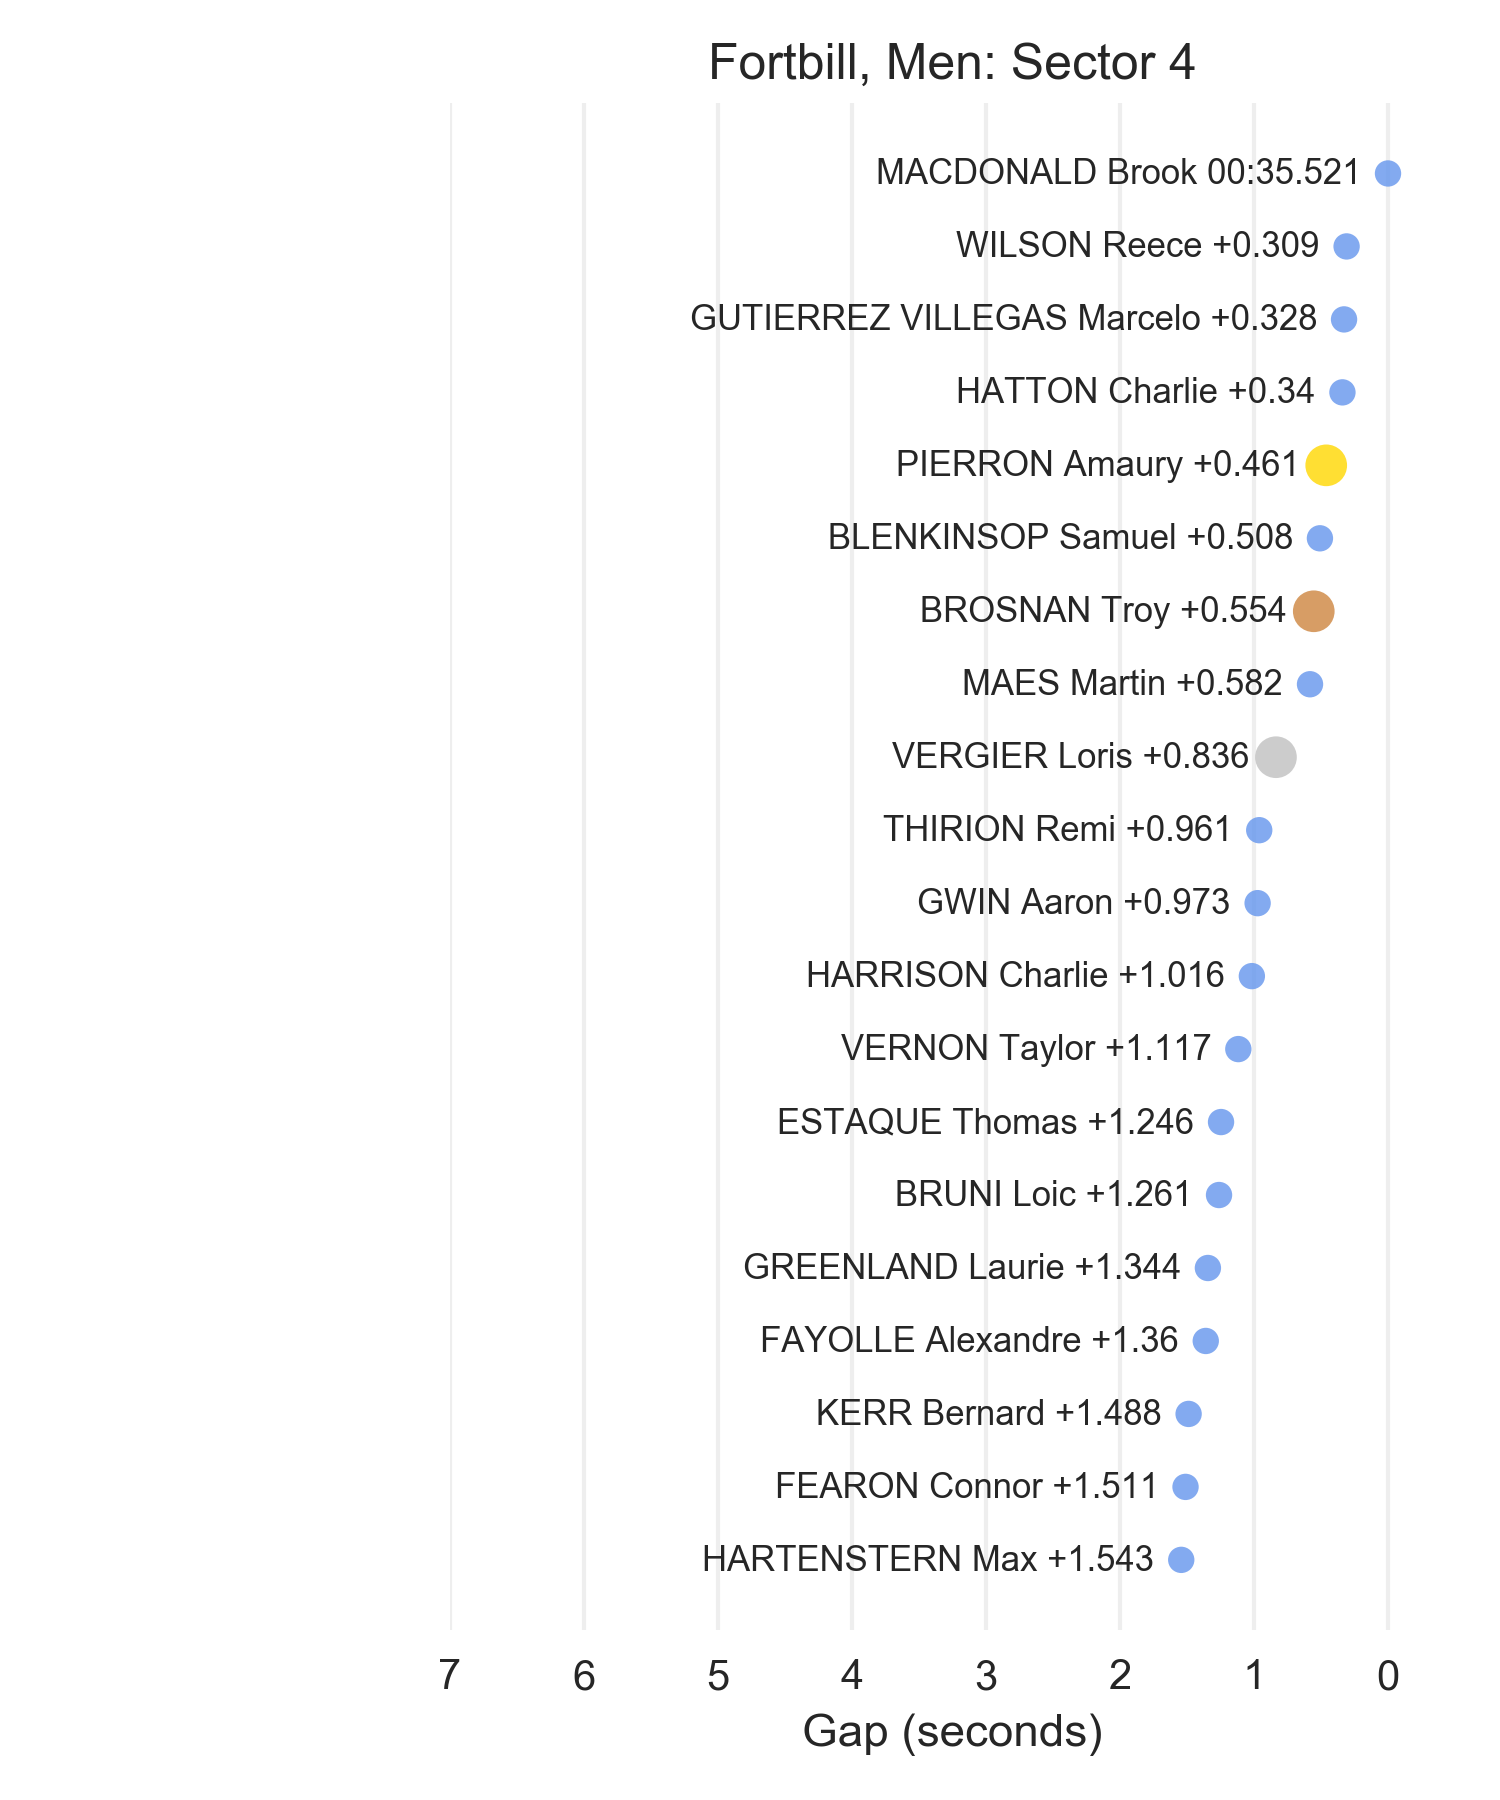 Fortbill, Men: Sector 4
MACDONALD Brook 00:35.521
WILSON Reece +0.309
GUTIERREZ VILLEGAS Marcelo +0.328
HATTON Charlie +0.34
PIERRON Amaury +0.461
BLENKINSOP Samuel +0.508
BROSNAN Troy +0.554
MAES Martin +0.582
VERGIER Loris +0.836
THIRION Remi +0.961
GWIN Aaron +0.973
HARRISON Charlie +1.016
VERNON Taylor +1.117
ESTAQUE Thomas +1.246
BRUNI Loic +1.261
GREENLAND Laurie +1.344
FAYOLLE Alexandre +1.36
KERR Bernard +1.488
FEARON Connor +1.511
HARTENSTERN Max +1.543
7 6 5 4 3 2 1 0
Gap (seconds)